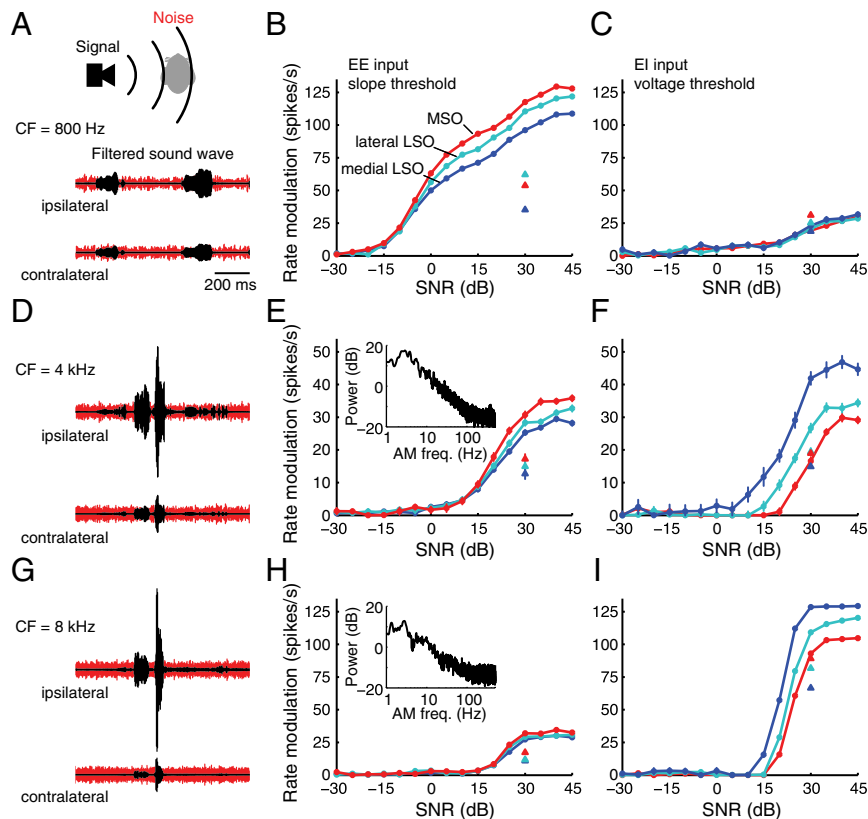 A
Noise
Signal
CF = 800 Hz
Filtered sound wave
ipsilateral
contralateral
200 ms
B
EE input
slope threshold
MSO
lateral LSO
medial LSO
Rate modulation (spikes/s)
125
100
75
50
25
0
−30 −15 0 15 30 45
SNR (dB)
C
EI input
voltage threshold
125
100
75
50
25
0
−30 −15 0 15 30 45
SNR (dB)
D
CF = 4 kHz
ipsilateral
contralateral
E
Rate modulation (spikes/s)
50
40
30
20
10
0
−30 −15 0 15 30 45
SNR (dB)
Power (dB)
20
0
−20
1 10 100
AM freq. (Hz)
F
50
40
30
20
10
0
−30 −15 0 15 30 45
SNR (dB)
G
CF = 8 kHz
ipsilateral
contralateral
H
Rate modulation (spikes/s)
125
100
75
50
25
0
−30 −15 0 15 30 45
SNR (dB)
Power (dB)
20
0
−20
1 10 100
AM freq. (Hz)
I
125
100
75
50
25
0
−30 −15 0 15 30 45
SNR (dB)